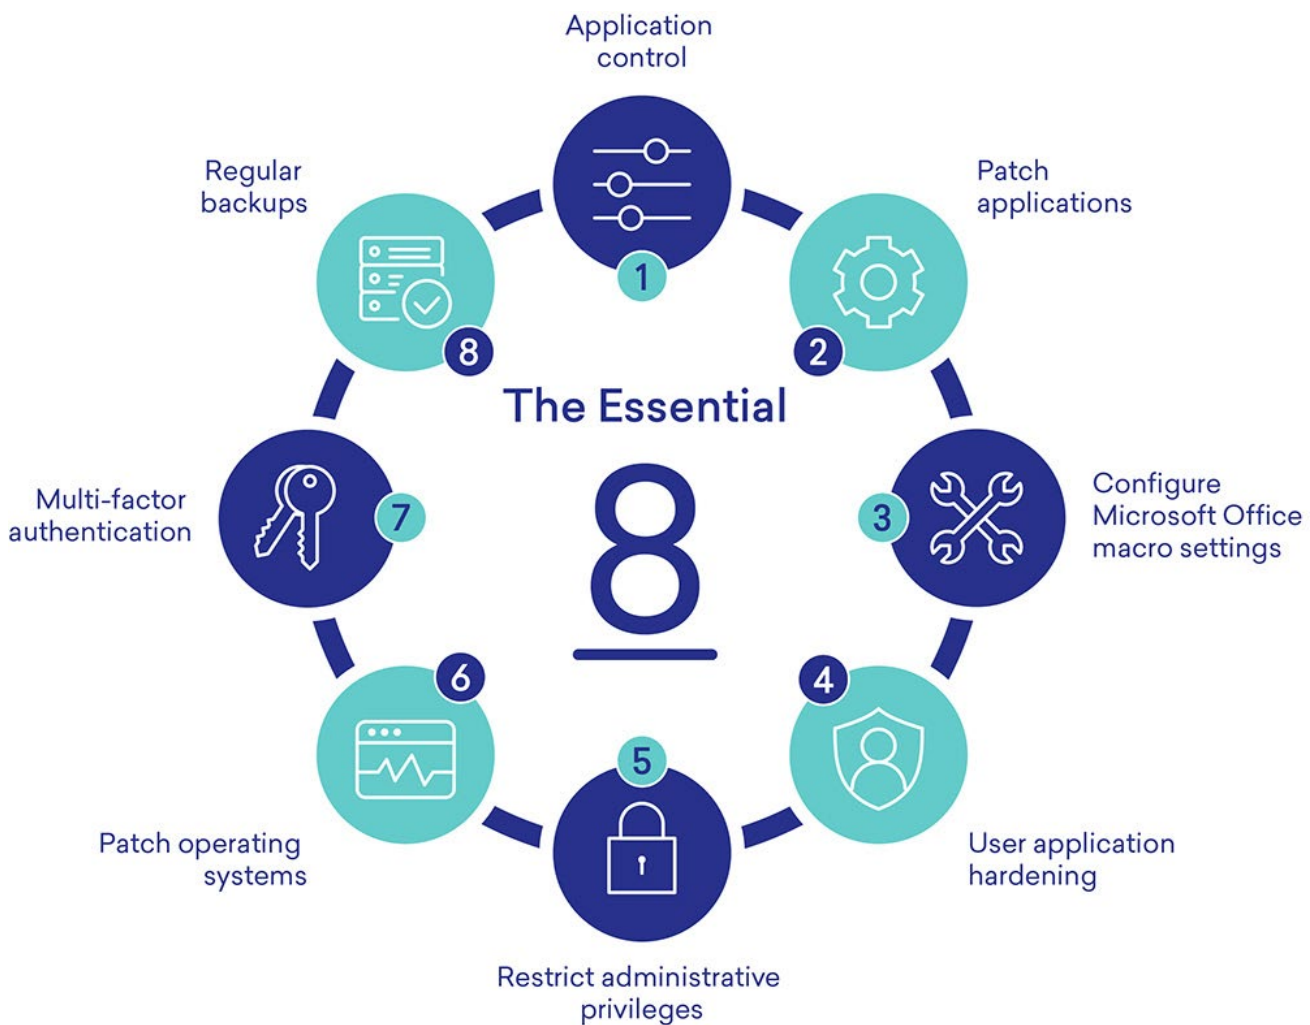 Application
control
1
Patch
applications
2
Configure
Microsoft Office
macro settings
3
User application
hardening
4
Restrict administrative
privileges
5
Patch operating
systems
6
Multi-factor
authentication
7
Regular
backups
8
The Essential
8